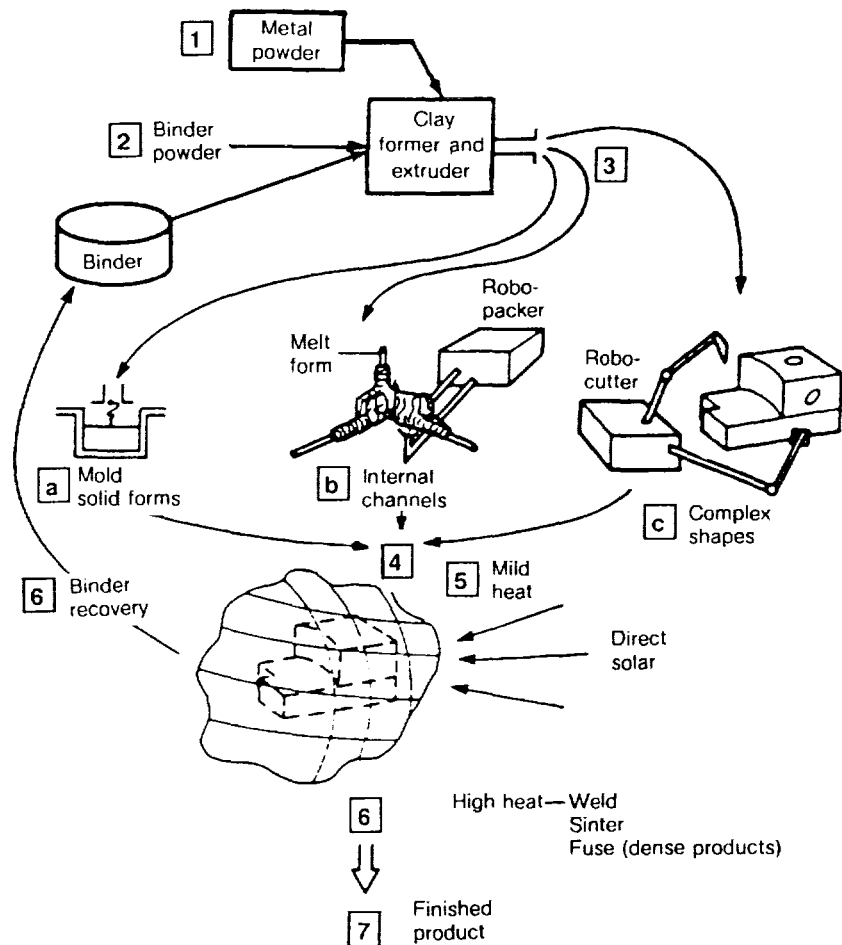 1
Metal
powder
2
Binder
powder
Clay
former and
extruder
3
Binder
Robo-
packer
Melt
form
Robo-
cutter
a
Mold
solid forms
b
Internal
channels
c
Complex
shapes
4
5
Mild
heat
6
Binder
recovery
Direct
solar
High heat—Weld
Sinter
Fuse (dense products)
6
7
Finished
product